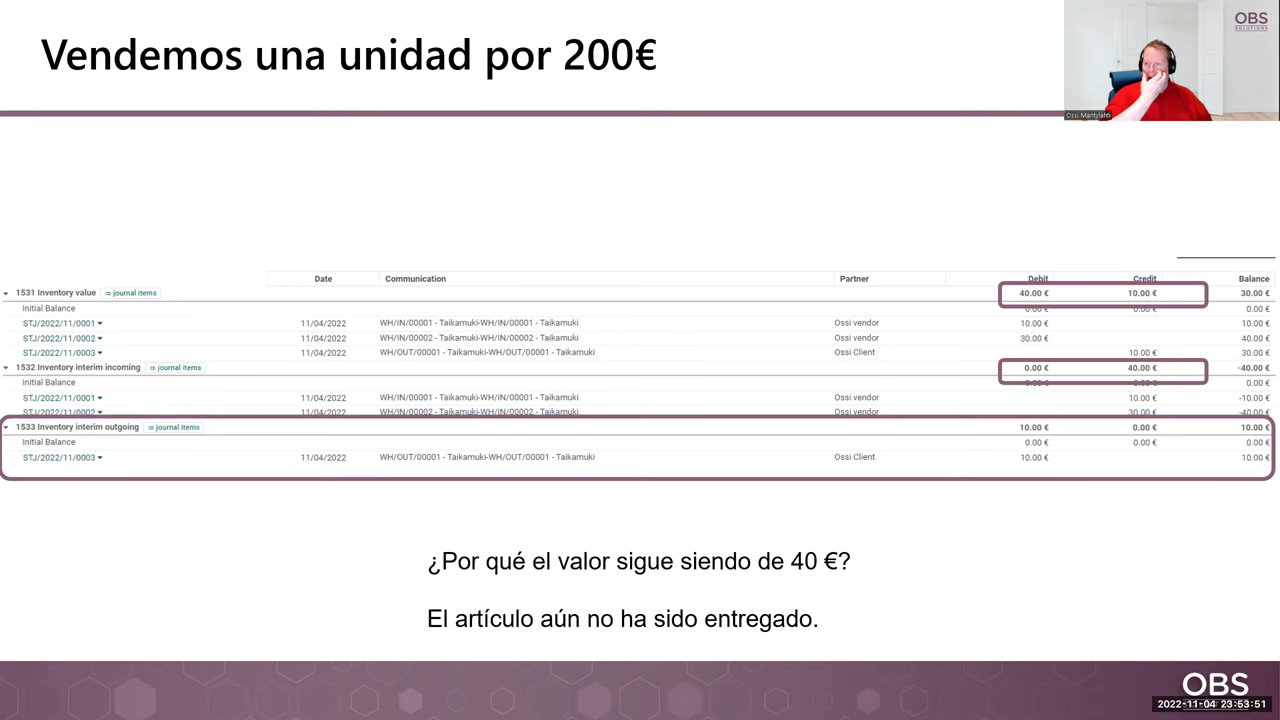 Vendemos una unidad por 200€
OBS
SOLUTIONS
Ossi Mantylahti
Date Communication Partner Debit Credit Balance
1531 Inventory value journal items 40.00 € 10.00 € 30.00 €
Initial Balance 0.00 € 0.00 € 0.00 €
STJ/2022/11/0001 11/04/2022 WH/IN/00001 - Taikamuki-WH/IN/00001 - Taikamuki Ossi vendor 10.00 € 10.00 €
STJ/2022/11/0002 11/04/2022 WH/IN/00002 - Taikamuki-WH/IN/00002 - Taikamuki Ossi vendor 30.00 € 40.00 €
STJ/2022/11/0003 11/04/2022 WH/OUT/00001 - Taikamuki-WH/OUT/00001 - Taikamuki Ossi Client 10.00 € 30.00 €
1532 Inventory interim incoming journal items 0.00 € 40.00 € -40.00 €
Initial Balance 0.00 € 0.00 € 0.00 €
STJ/2022/11/0001 11/04/2022 WH/IN/00001 - Taikamuki-WH/IN/00001 - Taikamuki Ossi vendor 10.00 € -10.00 €
STJ/2022/11/0002 11/04/2022 WH/IN/00002 - Taikamuki-WH/IN/00002 - Taikamuki Ossi vendor 30.00 € -40.00 €
1533 Inventory interim outgoing journal items 10.00 € 0.00 € 10.00 €
Initial Balance 0.00 € 0.00 € 0.00 €
STJ/2022/11/0003 11/04/2022 WH/OUT/00001 - Taikamuki-WH/OUT/00001 - Taikamuki Ossi Client 10.00 € 10.00 €
¿Por qué el valor sigue siendo de 40 €?
El artículo aún no ha sido entregado.
OBS
2022-11-04 23:53:51